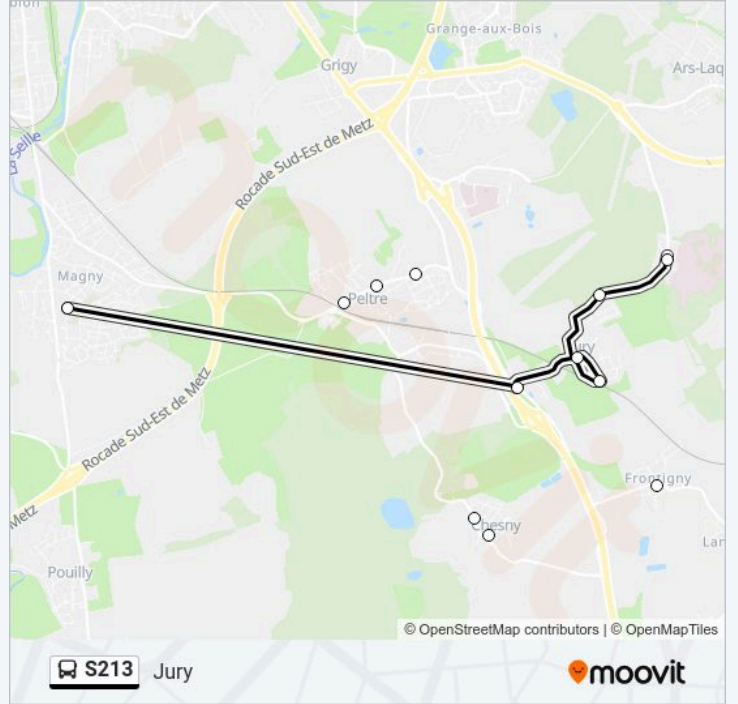 Grange-aux-Bois
Grigy
Ars-Laq
La Seille
Rocade Sud-Est de Metz
Magny
Peltre
ury
Rocade Sud-Est de Metz
Frontigny
Metz
Chesny
Lar
Pouilly
© OpenStreetMap contributors | © OpenMapTiles
S213 Jury
moovit